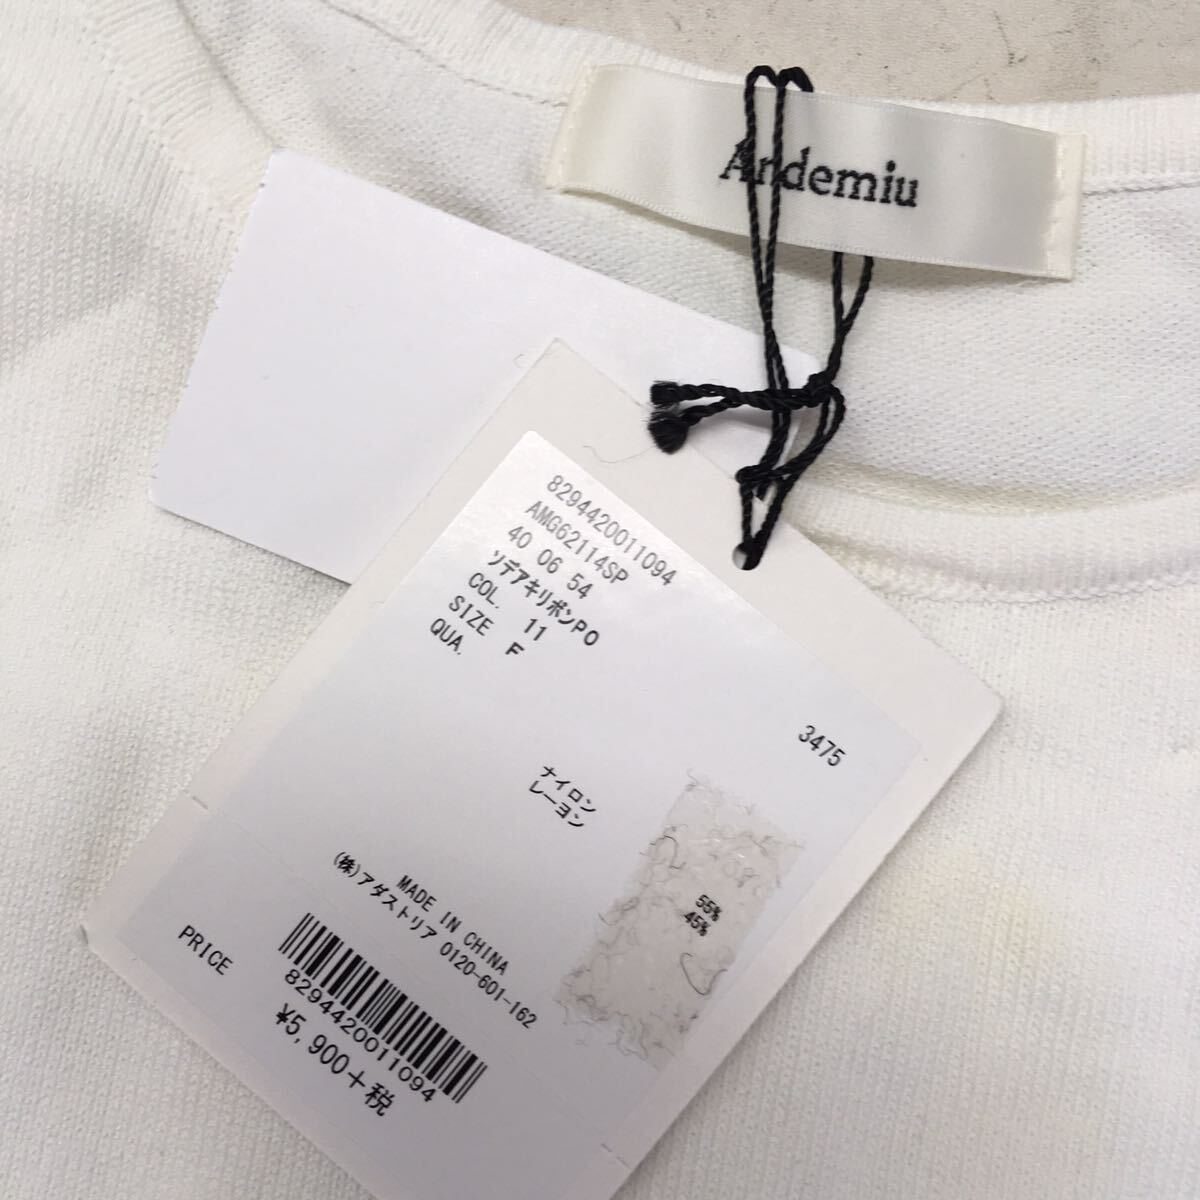 Andemiu
8294420011094
AMG62114SP
40 06 54
ソデアキリボンPO
COL. 11
SIZE F
QUA.
3475
ナイロン 55%
レーヨン 45%
MADE IN CHINA
(株)アダストリア 0120-601-162
8294420011094
PRICE ¥5,900+税